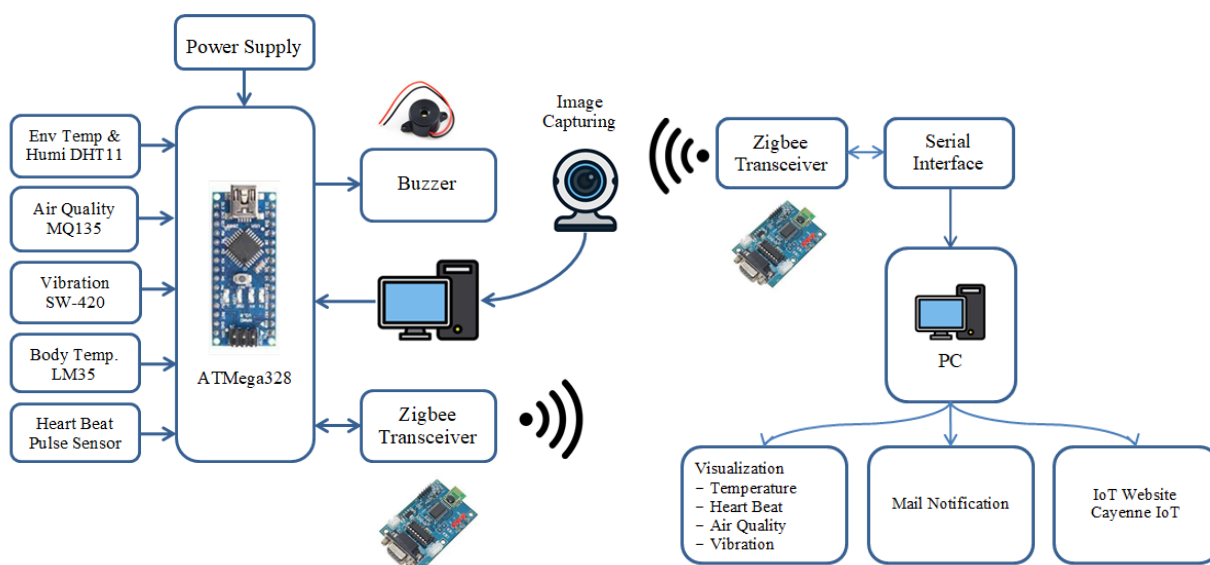 Power Supply
Env Temp &
Humi DHT11
Air Quality
MQ135
Vibration
SW-420
Body Temp.
LM35
Heart Beat
Pulse Sensor
ATMega328
Buzzer
Image
Capturing
Zigbee
Transceiver
Zigbee
Transceiver
Serial
Interface
PC
Visualization
– Temperature
– Heart Beat
– Air Quality
– Vibration
Mail Notification
IoT Website
Cayenne IoT